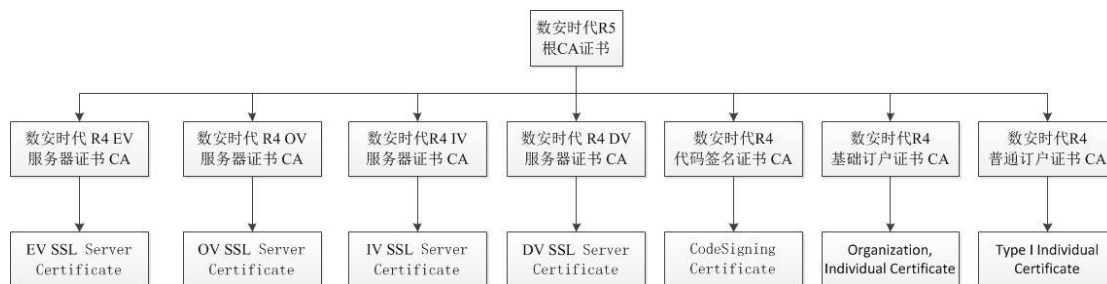 数安时代R5
根CA证书
数安时代 R4 EV
服务器证书 CA
数安时代 R4 OV
服务器证书 CA
数安时代R4 IV
服务器证书 CA
数安时代 R4 DV
服务器证书 CA
数安时代R4
代码签名证书 CA
数安时代R4
基础订户证书 CA
数安时代R4
普通订户证书 CA
EV SSL Server
Certificate
OV SSL Server
Certificate
IV SSL Server
Certificate
DV SSL Server
Certificate
CodeSigning
Certificate
Organization,
Individual Certificate
Type I Individual
Certificate